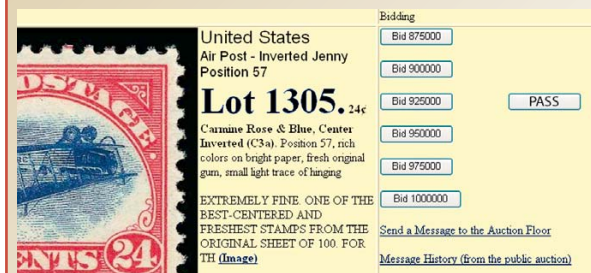 POSTAGE
CENTS 24
United States
Air Post - Inverted Jenny
Position 57
Lot 1305. 24¢
Carmine Rose & Blue, Center
Inverted (C3a). Position 57, rich
colors on bright paper, fresh original
gum, small light trace of hinging
EXTREMELY FINE. ONE OF THE
BEST-CENTERED AND
FRESHEST STAMPS FROM THE
ORIGINAL SHEET OF 100. FOR
TH (Image)
Bidding
Bid 875000
Bid 900000
Bid 925000
PASS
Bid 950000
Bid 975000
Bid 1000000
Send a Message to the Auction Floor
Message History (from the public auction)